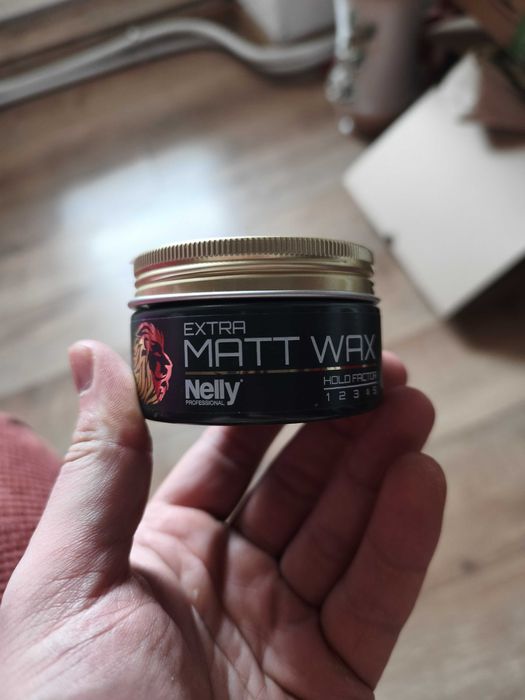 EXTRA
MATT WAX
Nelly®
PROFESSIONAL
HOLD FACTOR
1 2 3 4 5